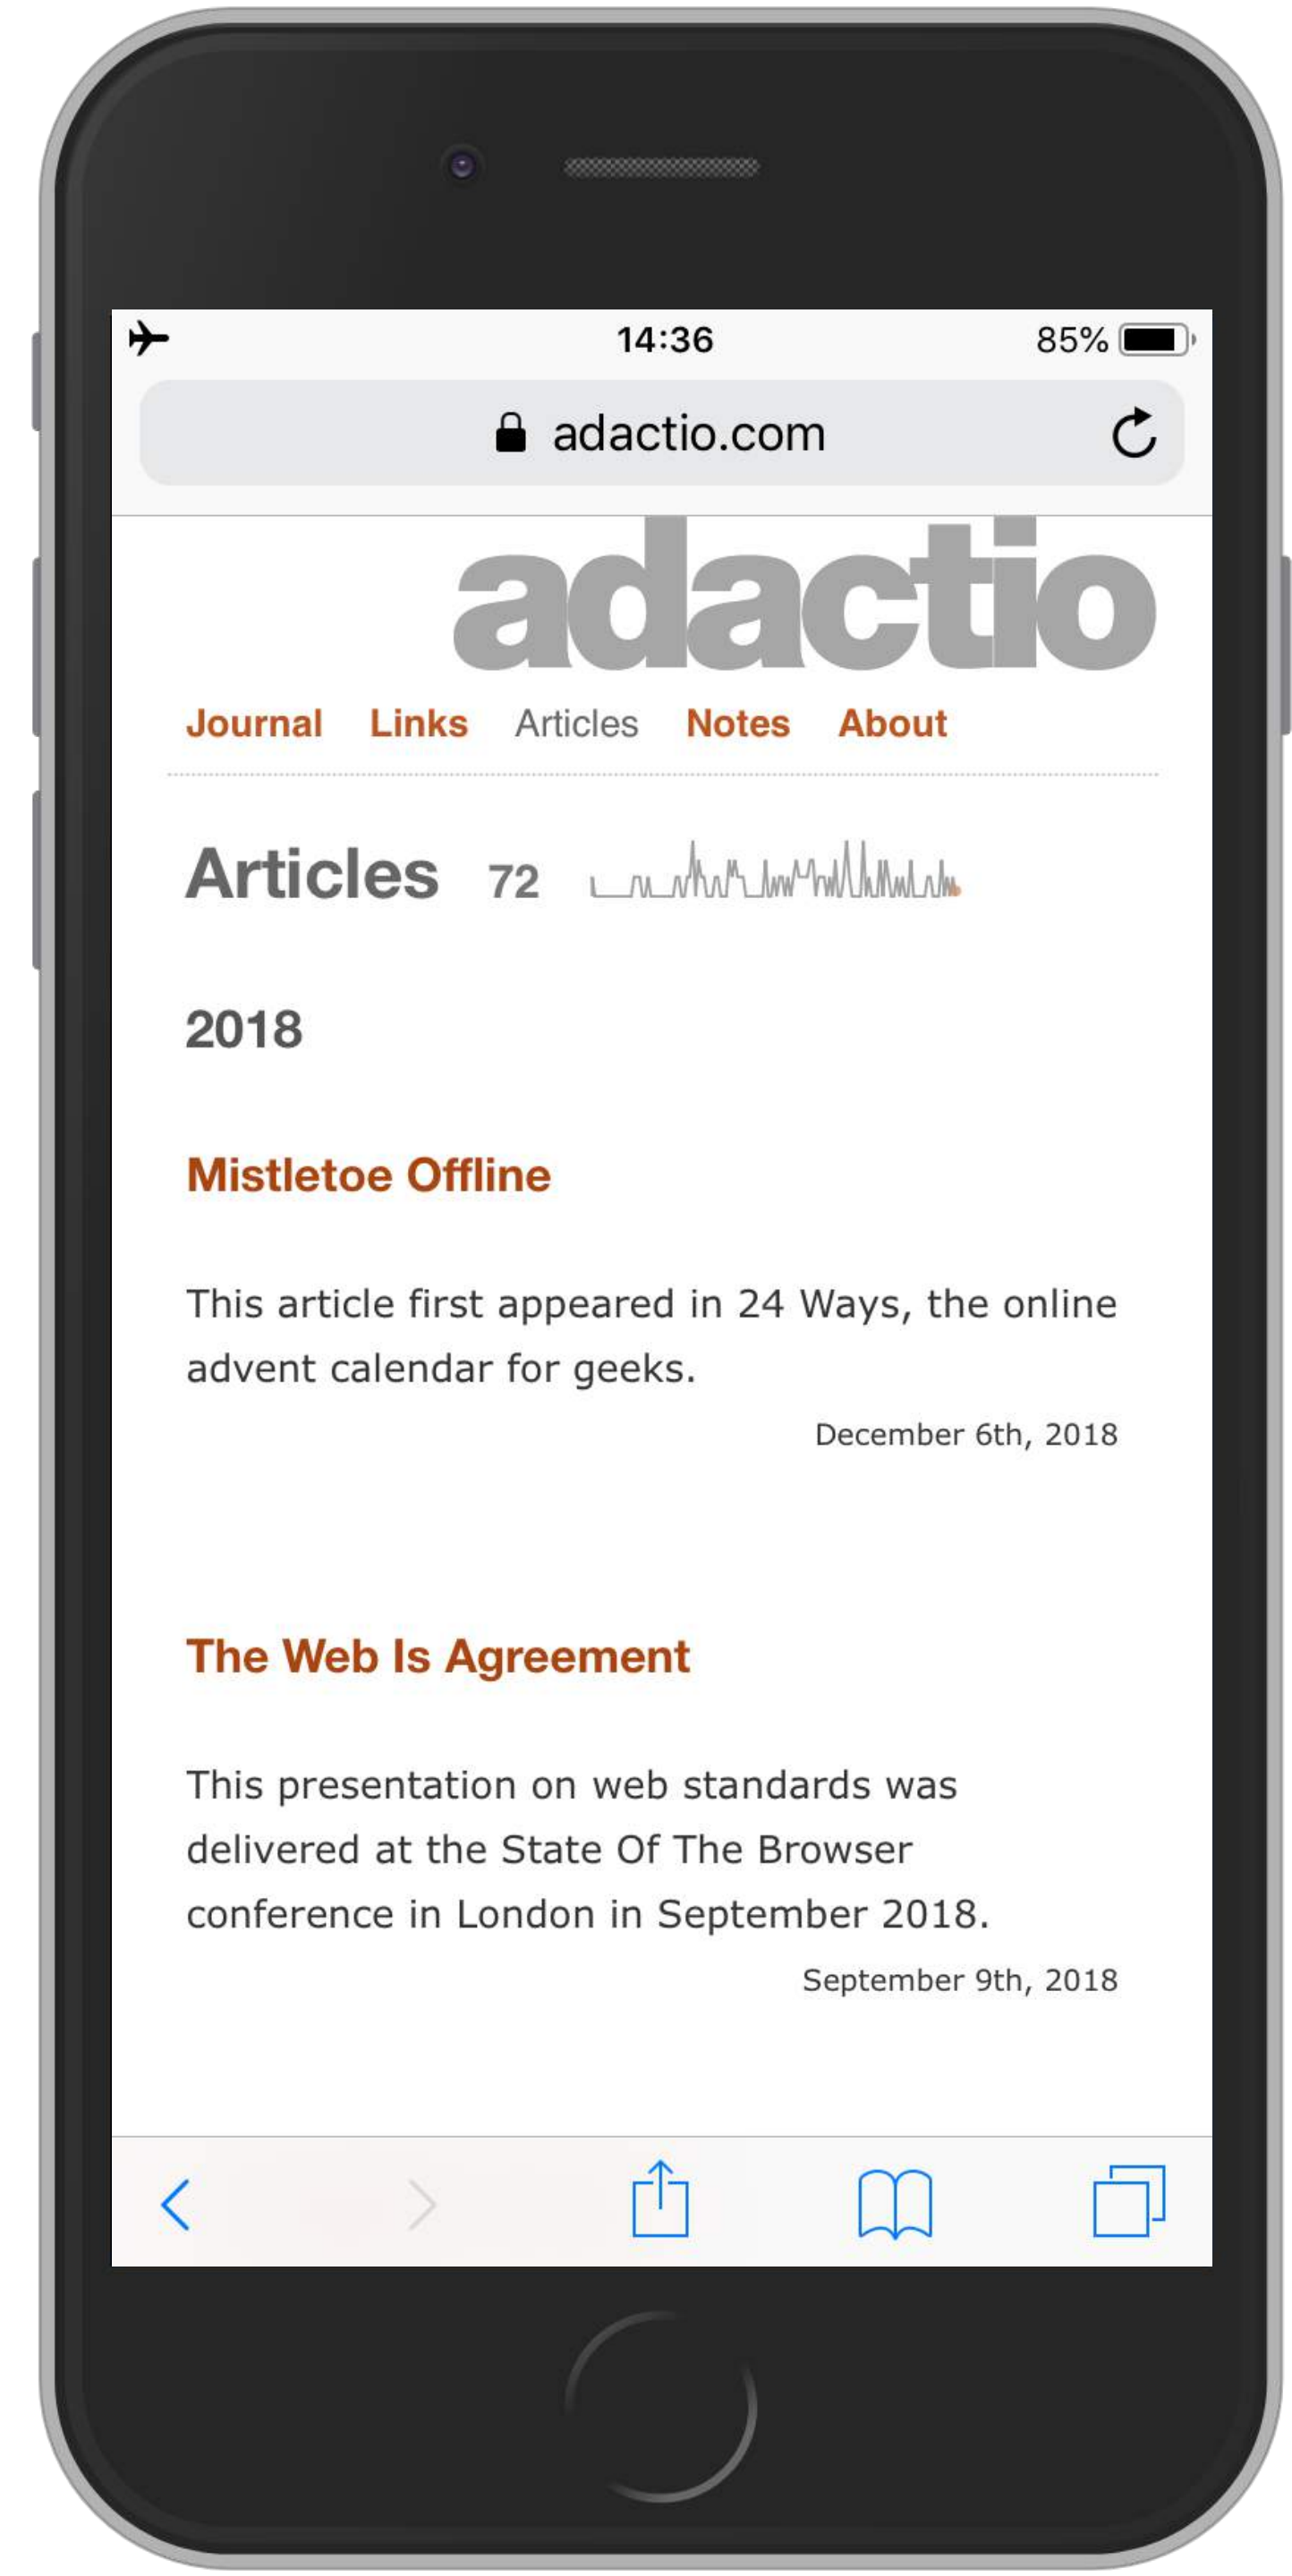 14:36
85%
adactio.com
adactio
Journal Links Articles Notes About
Articles 72
2018
Mistletoe Offline
This article first appeared in 24 Ways, the online
advent calendar for geeks.
December 6th, 2018
The Web Is Agreement
This presentation on web standards was
delivered at the State Of The Browser
conference in London in September 2018.
September 9th, 2018